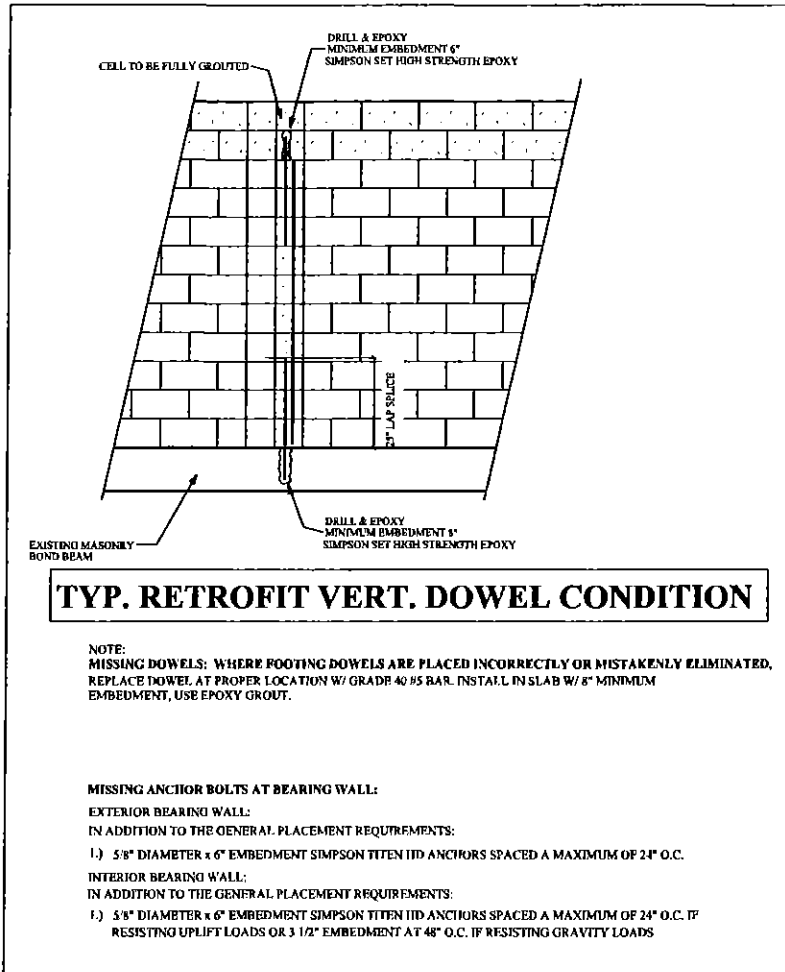 DRILL & EPOXY
MINIMUM EMBEDMENT 6"
SIMPSON SET HIGH STRENGTH EPOXY
CELL TO BE FULLY GROUTED
25" LAP SPLICE
DRILL & EPOXY
MINIMUM EMBEDMENT 8"
SIMPSON SET HIGH STRENGTH EPOXY
EXISTING MASONRY
BOND BEAM
TYP. RETROFIT VERT. DOWEL CONDITION
NOTE:
MISSING DOWELS: WHERE FOOTING DOWELS ARE PLACED INCORRECTLY OR MISTAKENLY ELIMINATED,
REPLACE DOWEL AT PROPER LOCATION W/ GRADE 40 #5 BAR. INSTALL IN SLAB W/ 8" MINIMUM
EMBEDMENT, USE EPOXY GROUT.
MISSING ANCHOR BOLTS AT BEARING WALL:
EXTERIOR BEARING WALL:
IN ADDITION TO THE GENERAL PLACEMENT REQUIREMENTS:
1.) 5/8" DIAMETER x 6" EMBEDMENT SIMPSON TITEN HD ANCHORS SPACED A MAXIMUM OF 24" O.C.
INTERIOR BEARING WALL:
IN ADDITION TO THE GENERAL PLACEMENT REQUIREMENTS:
1.) 5/8" DIAMETER x 6" EMBEDMENT SIMPSON TITEN HD ANCHORS SPACED A MAXIMUM OF 24" O.C. IF
RESISTING UPLIFT LOADS OR 3 1/2" EMBEDMENT AT 48" O.C. IF RESISTING GRAVITY LOADS